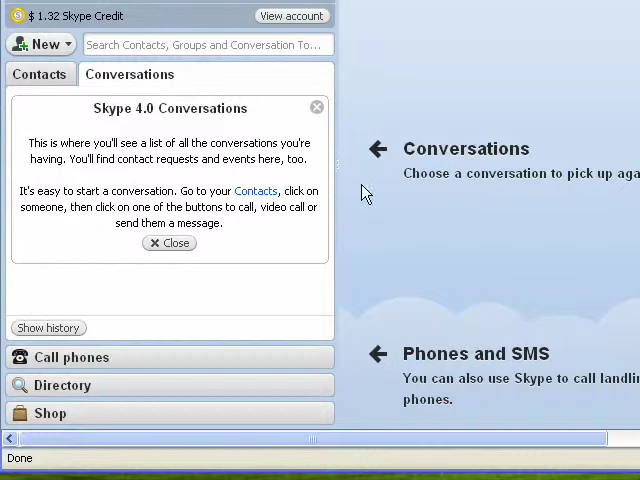 $ 1.32 Skype Credit
View account
New
Search Contacts, Groups and Conversation To...
Contacts
Conversations
Skype 4.0 Conversations
This is where you'll see a list of all the conversations you're
having. You'll find contact requests and events here, too.
It's easy to start a conversation. Go to your Contacts, click on
someone, then click on one of the buttons to call, video call or
send them a message.
Close
Show history
Call phones
Directory
Shop
Conversations
Choose a conversation to pick up aga
Phones and SMS
You can also use Skype to call landlin
phones.
Done